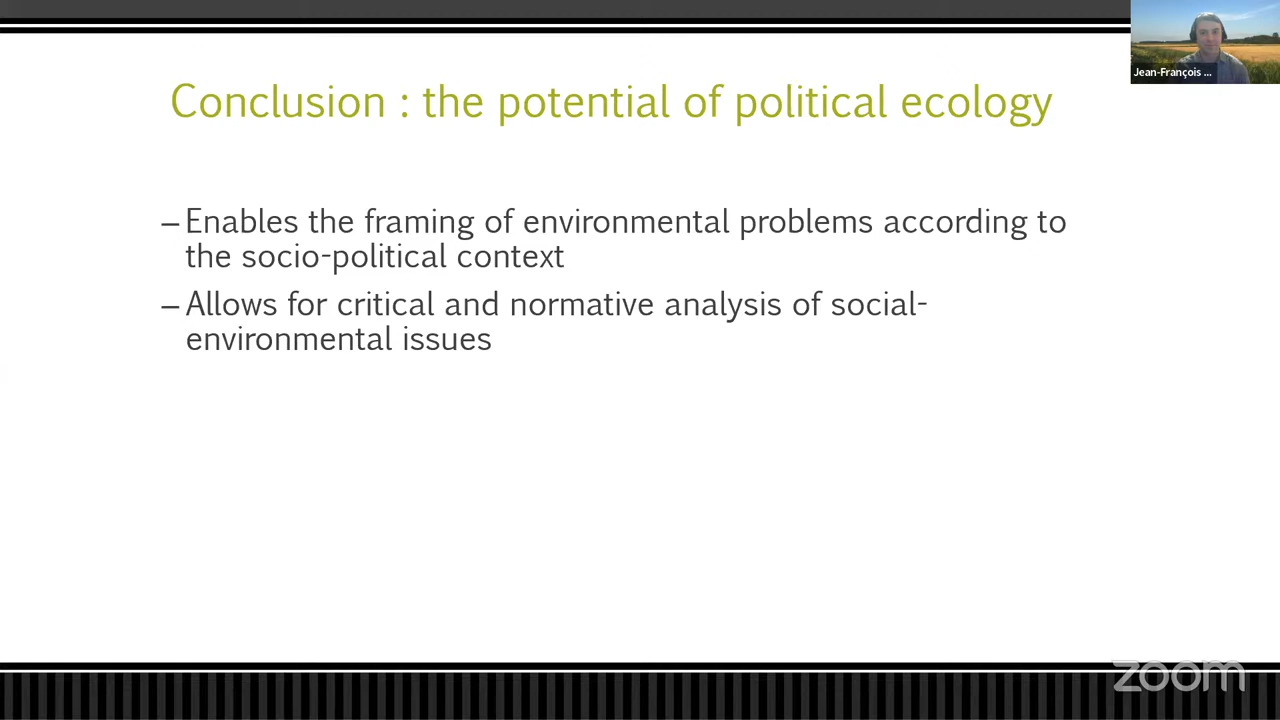 Jean-François ...
Conclusion : the potential of political ecology
– Enables the framing of environmental problems according to
the socio-political context
– Allows for critical and normative analysis of social-
environmental issues
zoom